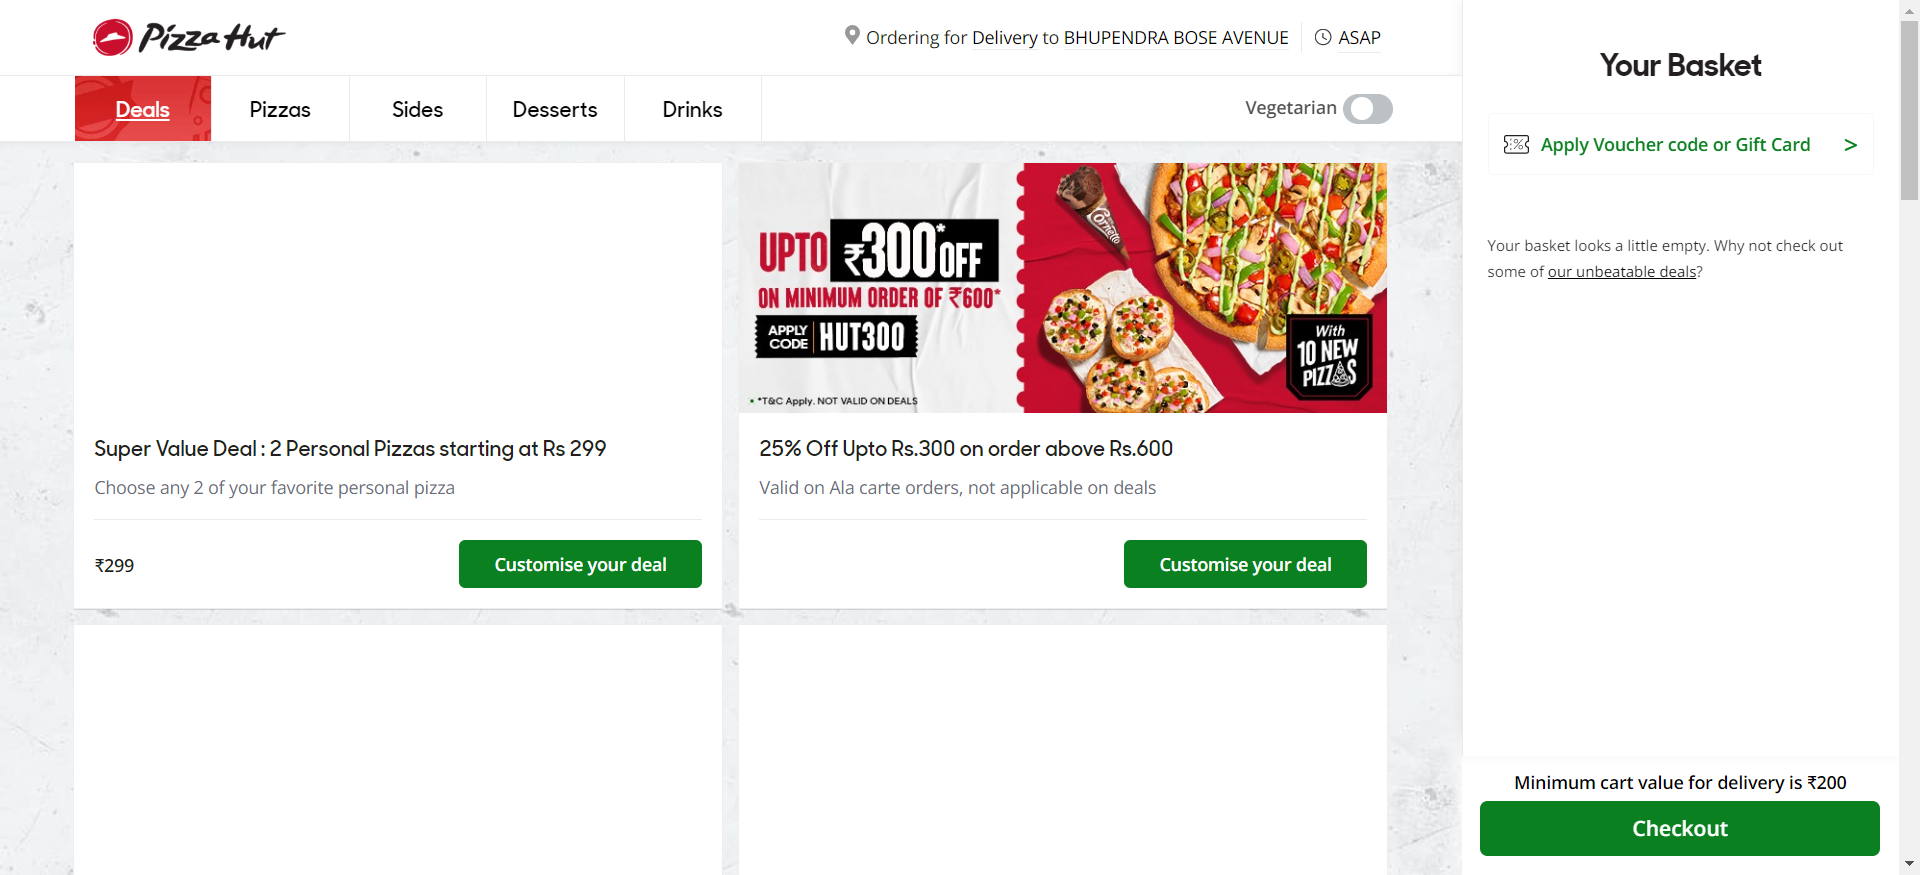 Pizza Hut
Ordering for Delivery to BHUPENDRA BOSE AVENUE
ASAP
Deals
Pizzas
Sides
Desserts
Drinks
Vegetarian
UPTO ₹300* OFF
ON MINIMUM ORDER OF ₹600*
APPLY CODE HUT300
*T&C Apply. NOT VALID ON DEALS
Cornetto
With
10 NEW
PIZZAS
Super Value Deal : 2 Personal Pizzas starting at Rs 299
Choose any 2 of your favorite personal pizza
₹299
Customise your deal
25% Off Upto Rs.300 on order above Rs.600
Valid on Ala carte orders, not applicable on deals
Customise your deal
Your Basket
Apply Voucher code or Gift Card >
Your basket looks a little empty. Why not check out
some of our unbeatable deals?
Minimum cart value for delivery is ₹200
Checkout